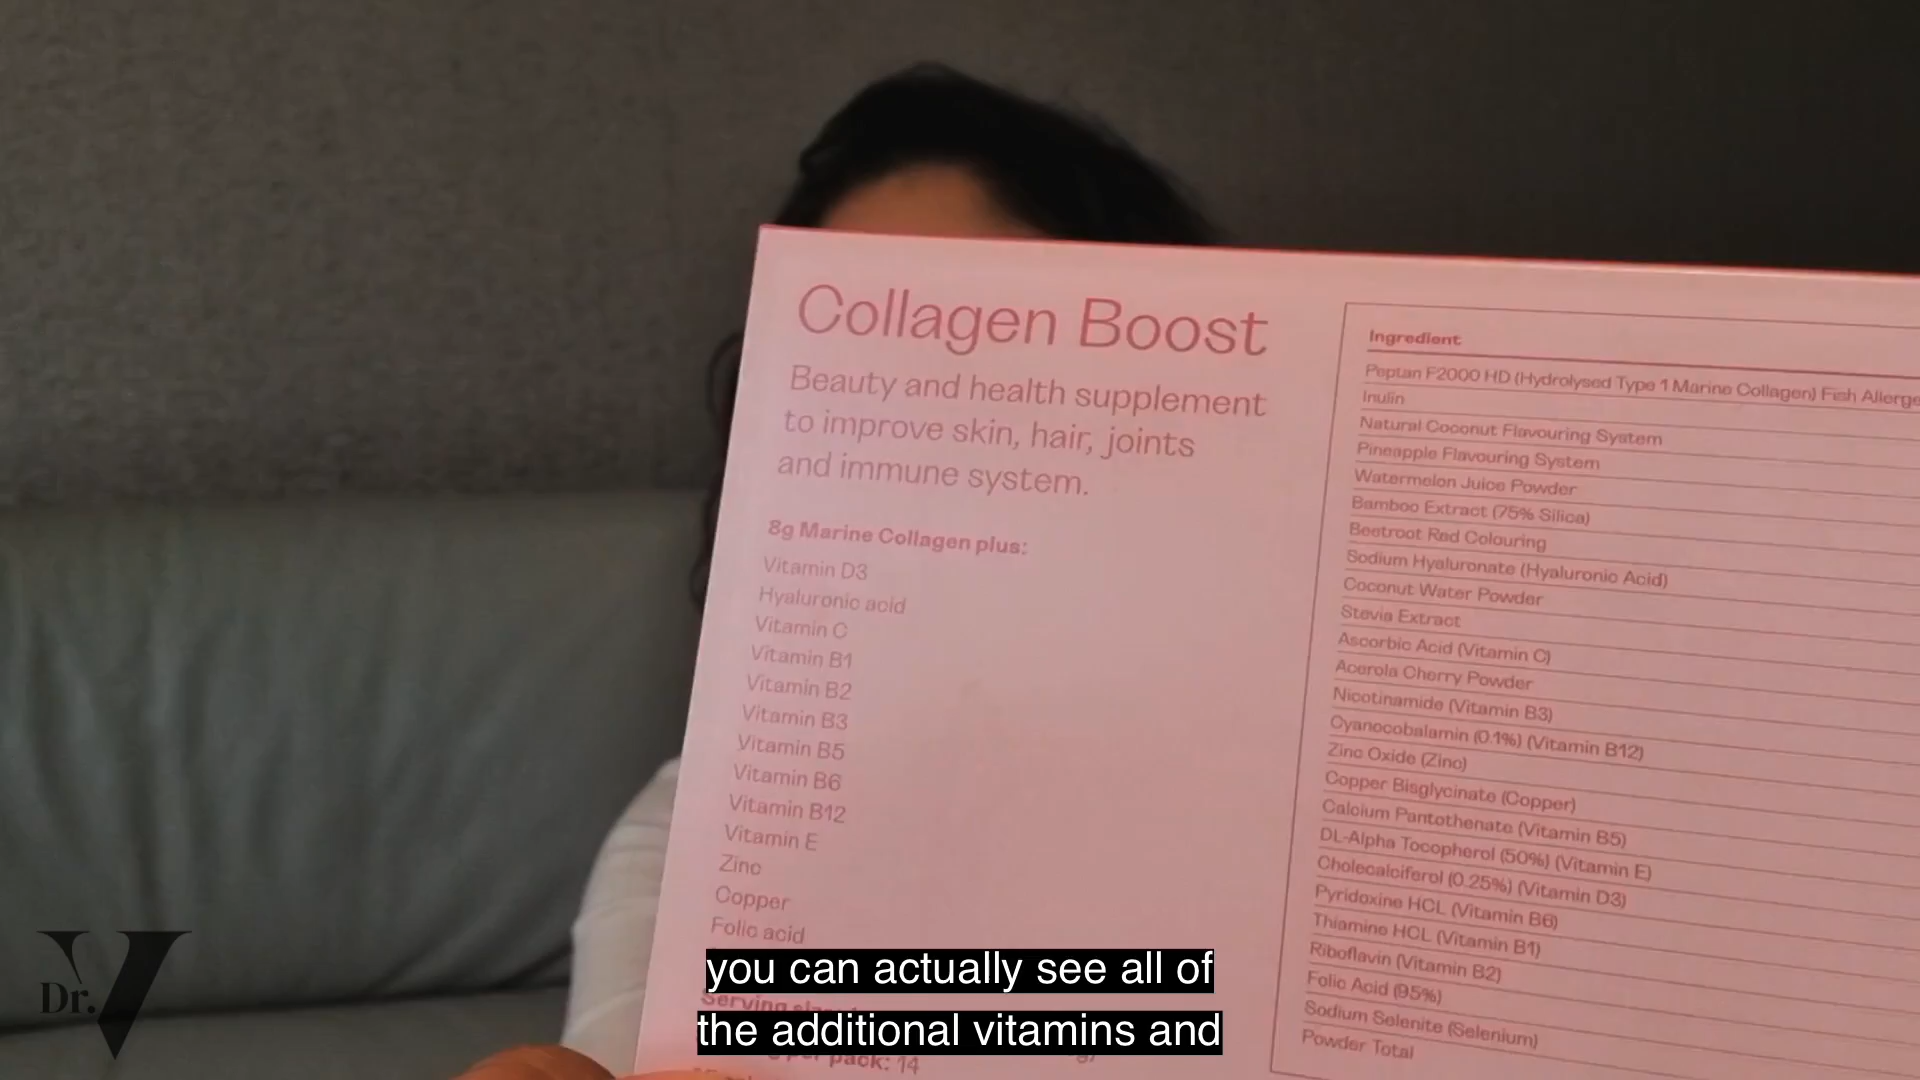 Collagen Boost
Beauty and health supplement
to improve skin, hair, joints
and immune system.
8g Marine Collagen plus:
Vitamin D3
Hyaluronic acid
Vitamin C
Vitamin B1
Vitamin B2
Vitamin B3
Vitamin B5
Vitamin B6
Vitamin B12
Vitamin E
Zinc
Copper
Folic acid
Serving
per pack: 14
Ingredient
Peptan F2000 HD (Hydrolysed Type 1 Marine Collagen) Fish
Inulin
Natural Coconut Flavouring System
Pineapple Flavouring System
Watermelon Juice Powder
Bamboo Extract (75% Silica)
Beetroot Red Colouring
Sodium Hyaluronate (Hyaluronic Acid)
Coconut Water Powder
Stevia Extract
Ascorbic Acid (Vitamin C)
Acerola Cherry Powder
Nicotinamide (Vitamin B3)
Cyanocobalamin (0.1%) (Vitamin B12)
Zinc Oxide (Zinc)
Copper Bisglycinate (Copper)
Calcium Pantothenate (Vitamin B5)
DL-Alpha Tocopherol (50%) (Vitamin E)
Cholecalciferol (0.25%) (Vitamin D3)
Pyridoxine HCL (Vitamin B6)
Thiamine HCL (Vitamin B1)
Riboflavin (Vitamin B2)
Folic Acid (95%)
Sodium Selenite (Selenium)
Powder Total
you can actually see all of
the additional vitamins and
Dr. V